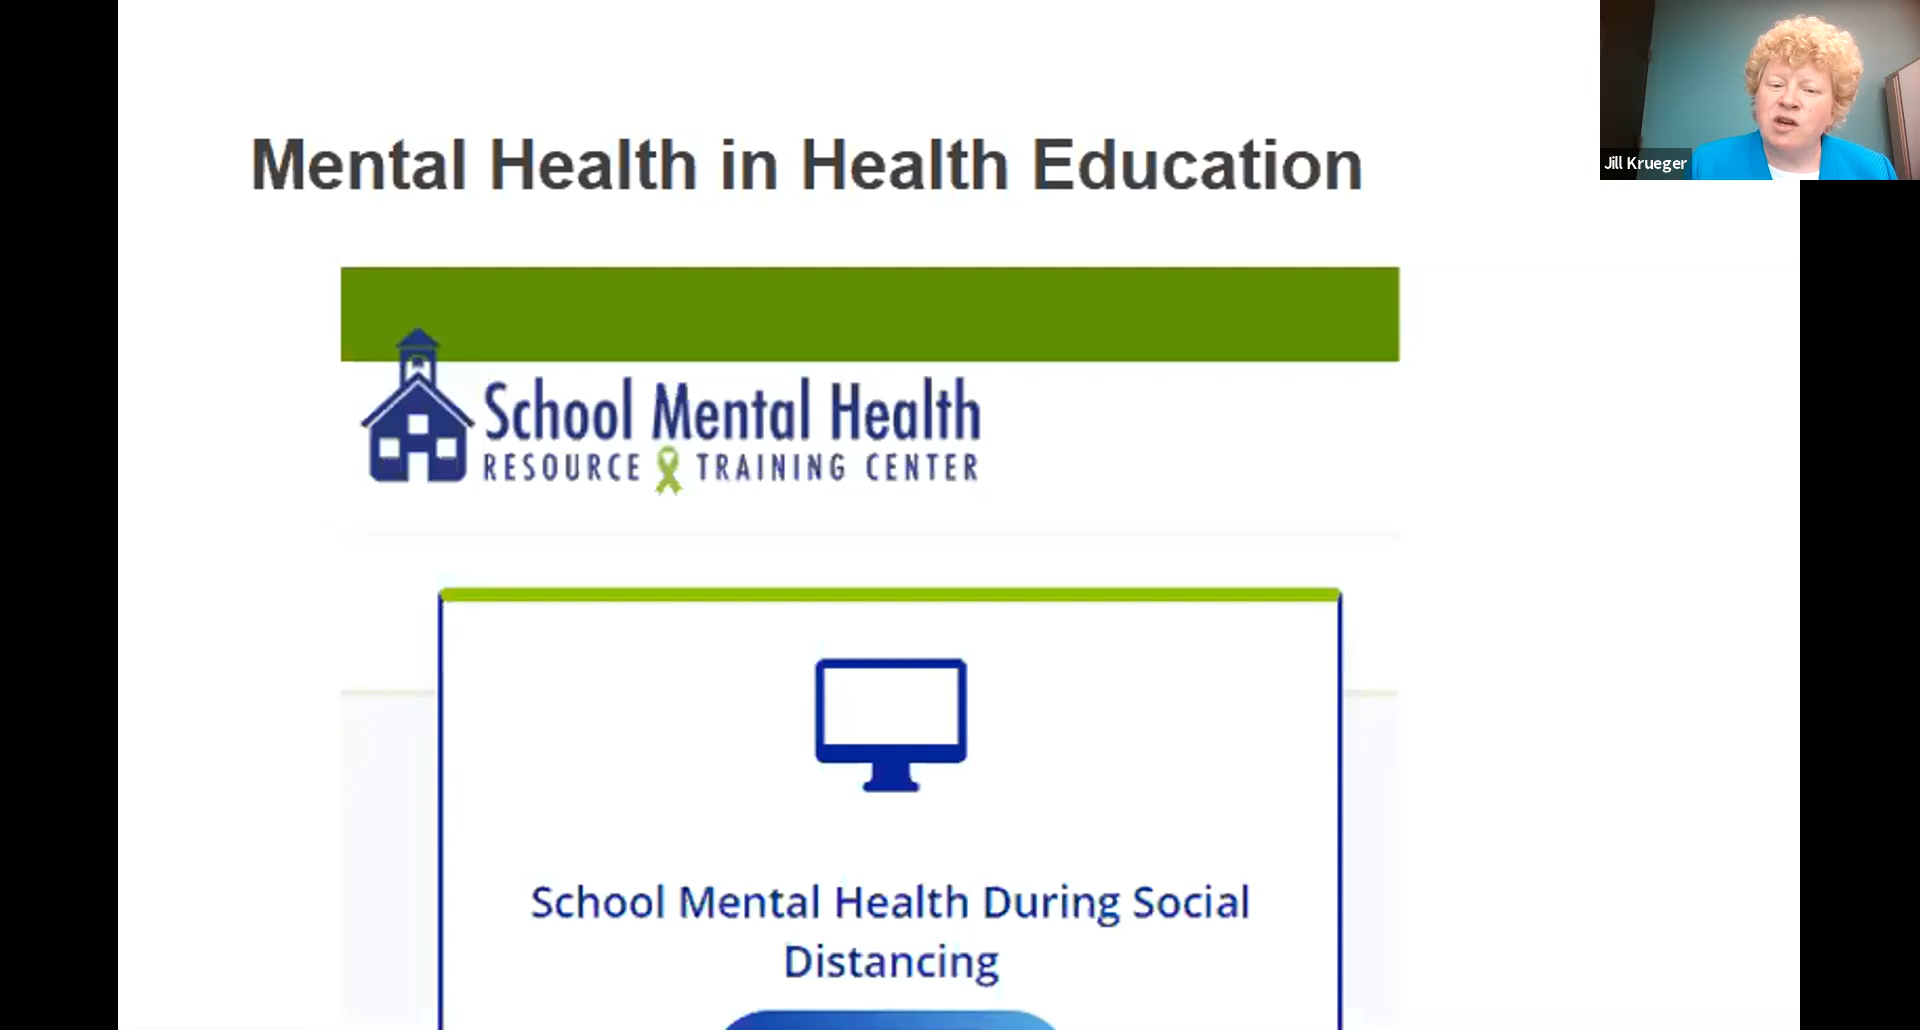 Mental Health in Health Education
Jill Krueger
School Mental Health
RESOURCE TRAINING CENTER
School Mental Health During Social
Distancing